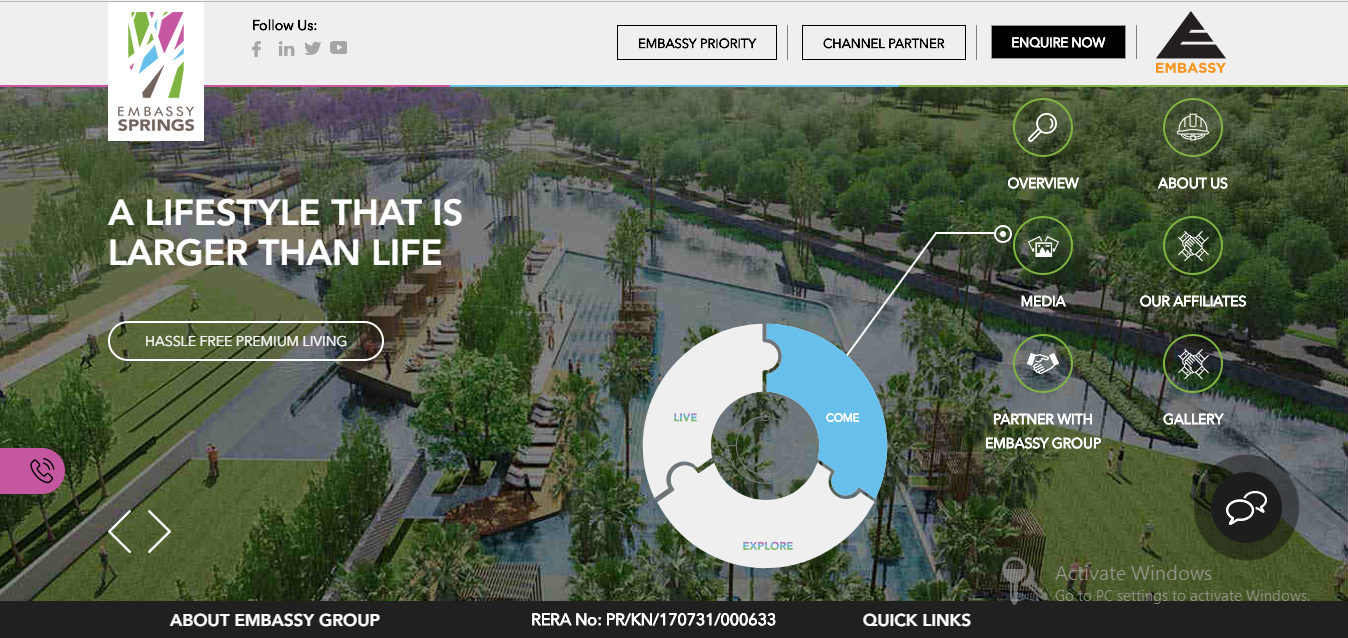 Follow Us:
EMBASSY PRIORITY
CHANNEL PARTNER
ENQUIRE NOW
EMBASSY
EMBASSY
SPRINGS
OVERVIEW
ABOUT US
A LIFESTYLE THAT IS
LARGER THAN LIFE
MEDIA
OUR AFFILIATES
HASSLE FREE PREMIUM LIVING
LIVE
COME
PARTNER WITH
EMBASSY GROUP
GALLERY
EXPLORE
Activate Windows
Go to PC settings to activate Windows.
ABOUT EMBASSY GROUP
RERA No: PR/KN/170731/000633
QUICK LINKS